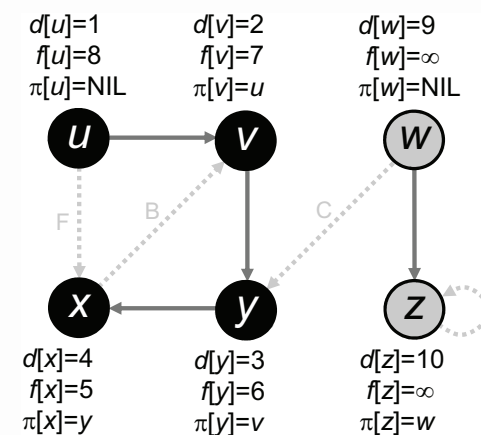 d[u]=1
f[u]=8
π[u]=NIL
d[v]=2
f[v]=7
π[v]=u
d[w]=9
f[w]=∞
π[w]=NIL
u
v
w
F
B
C
x
y
z
d[x]=4
f[x]=5
π[x]=y
d[y]=3
f[y]=6
π[y]=v
d[z]=10
f[z]=∞
π[z]=w